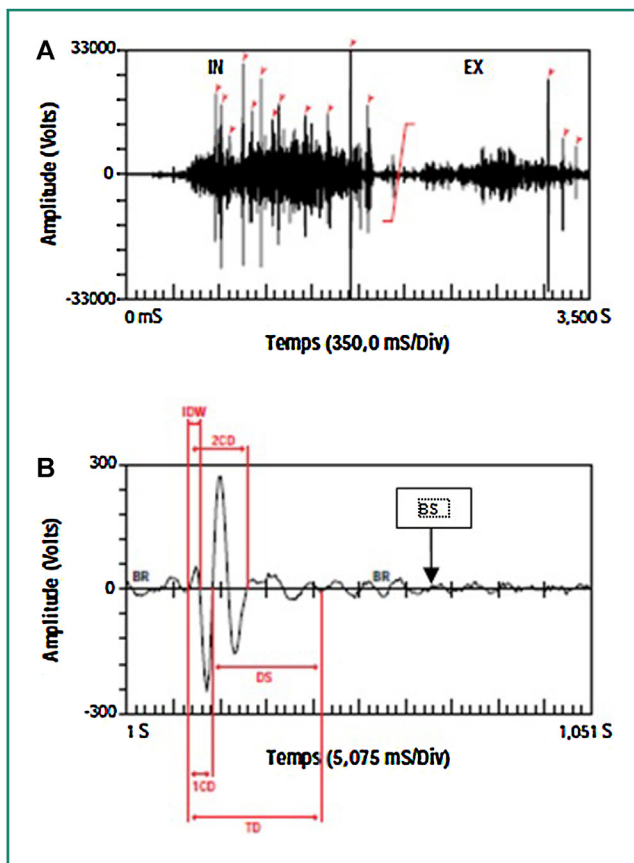 A
33000
IN
EX
Amplitude (Volts)
0
-33000
0 mS
3,500 S
Temps (350,0 mS/Div)
IDW
2CD
B
300
BS
BR
BR
Amplitude (Volts)
0
DS
-300
1 S
1,051 S
Temps (5,075 mS/Div)
1CD
TD